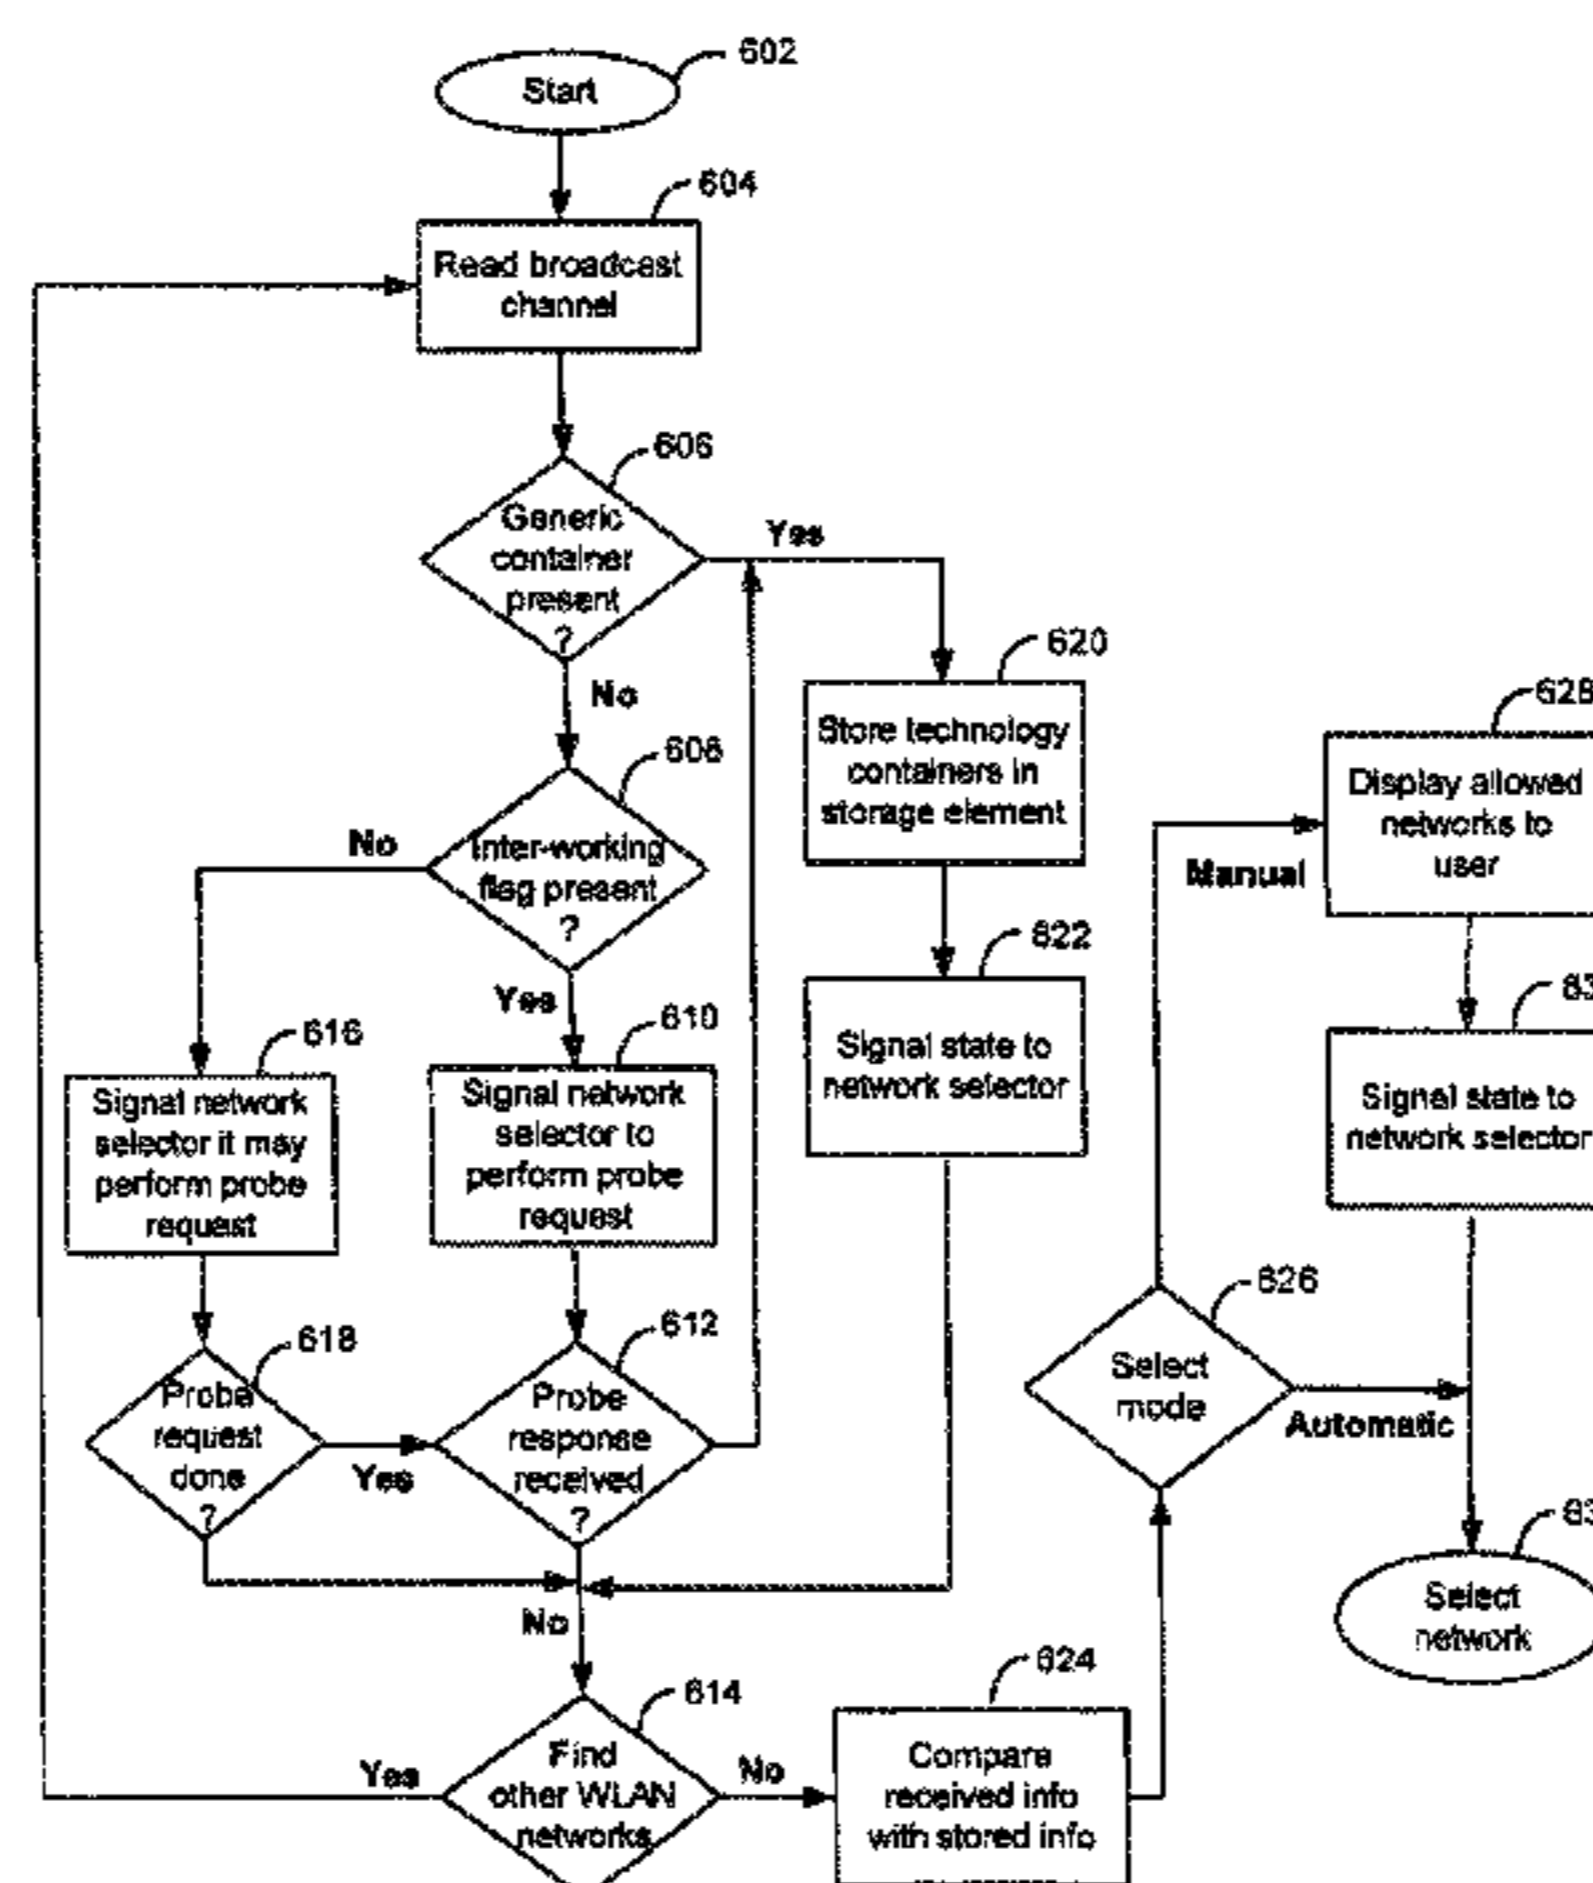 602
Start
604
Read broadcast
channel
606
Generic
container
present
?
Yes
No
608
Inter-working
flag present
?
No
Yes
616
Signal network
selector it may
perform probe
request
610
Signal network
selector to
perform probe
request
618
Probe
request
done
?
Yes
612
Probe
response
received
?
No
620
Store technology
containers in
storage element
622
Signal state to
network selector
614
Find
other WLAN
networks
Yes
No
624
Compare
received info
with stored info
626
Select
mode
Manual
Automatic
628
Display allowed
networks to
user
63
Signal state to
network selector
63
Select
network